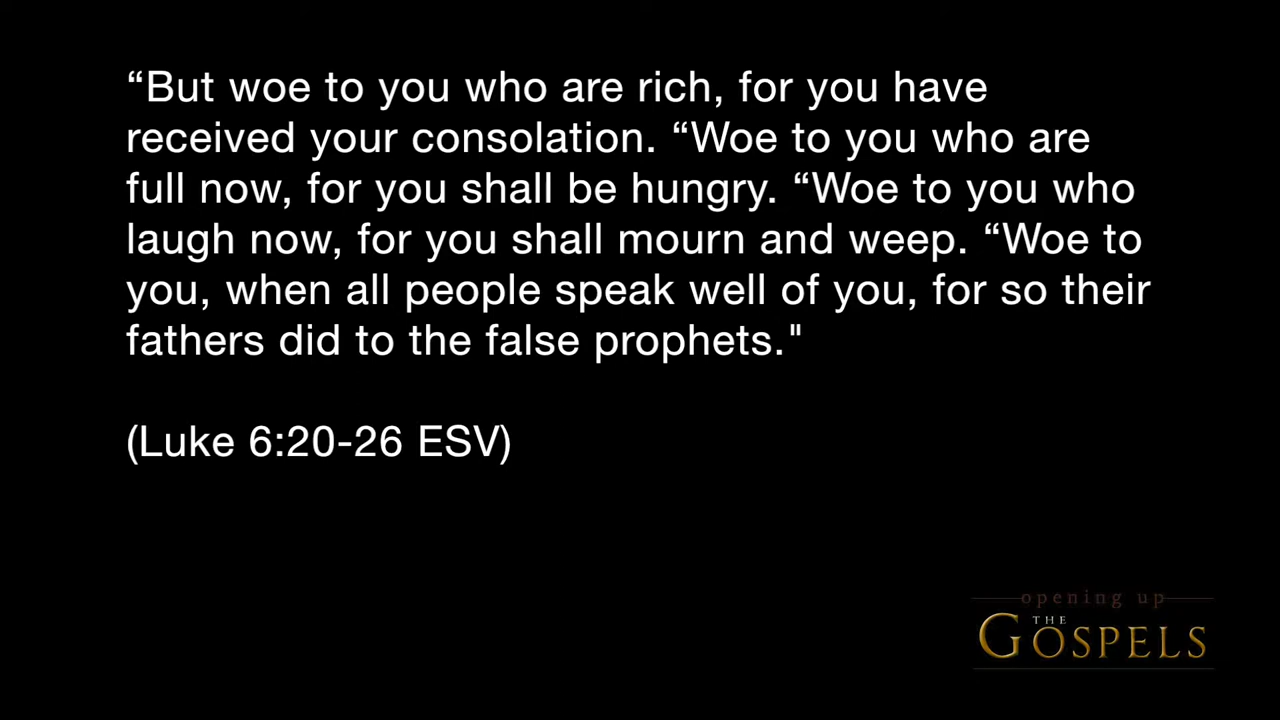 “But woe to you who are rich, for you have
received your consolation. “Woe to you who are
full now, for you shall be hungry. “Woe to you who
laugh now, for you shall mourn and weep. “Woe to
you, when all people speak well of you, for so their
fathers did to the false prophets."
(Luke 6:20-26 ESV)
opening up
THE
GOSPELS